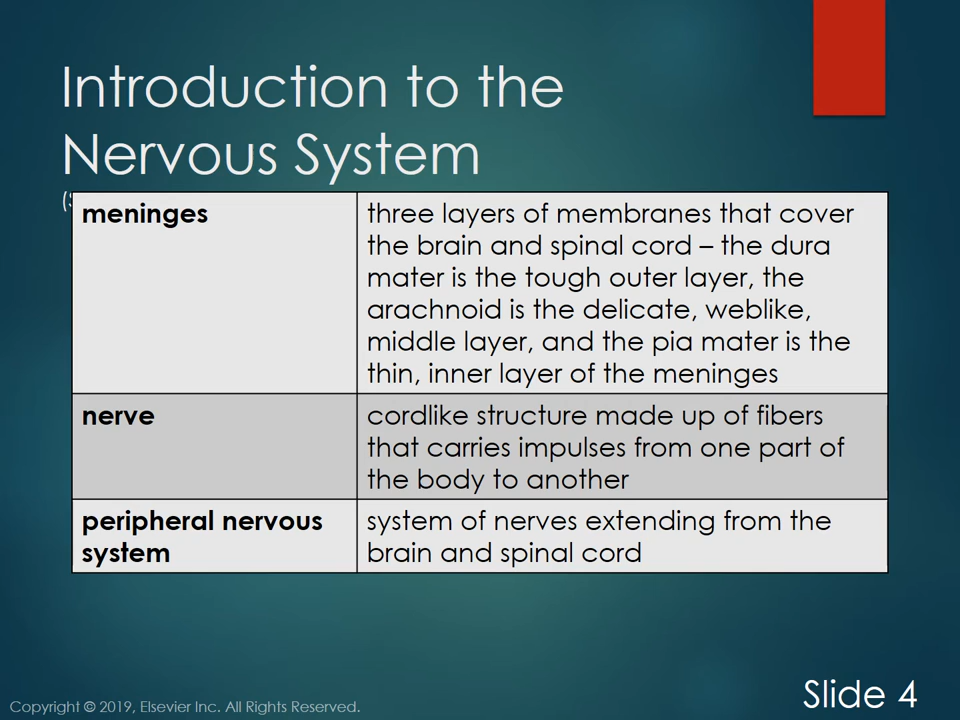 Introduction to the
Nervous System
meninges
three layers of membranes that cover
the brain and spinal cord – the dura
mater is the tough outer layer, the
arachnoid is the delicate, weblike,
middle layer, and the pia mater is the
thin, inner layer of the meninges
nerve
cordlike structure made up of fibers
that carries impulses from one part of
the body to another
peripheral nervous
system
system of nerves extending from the
brain and spinal cord
Copyright © 2019, Elsevier Inc. All Rights Reserved.
Slide 4